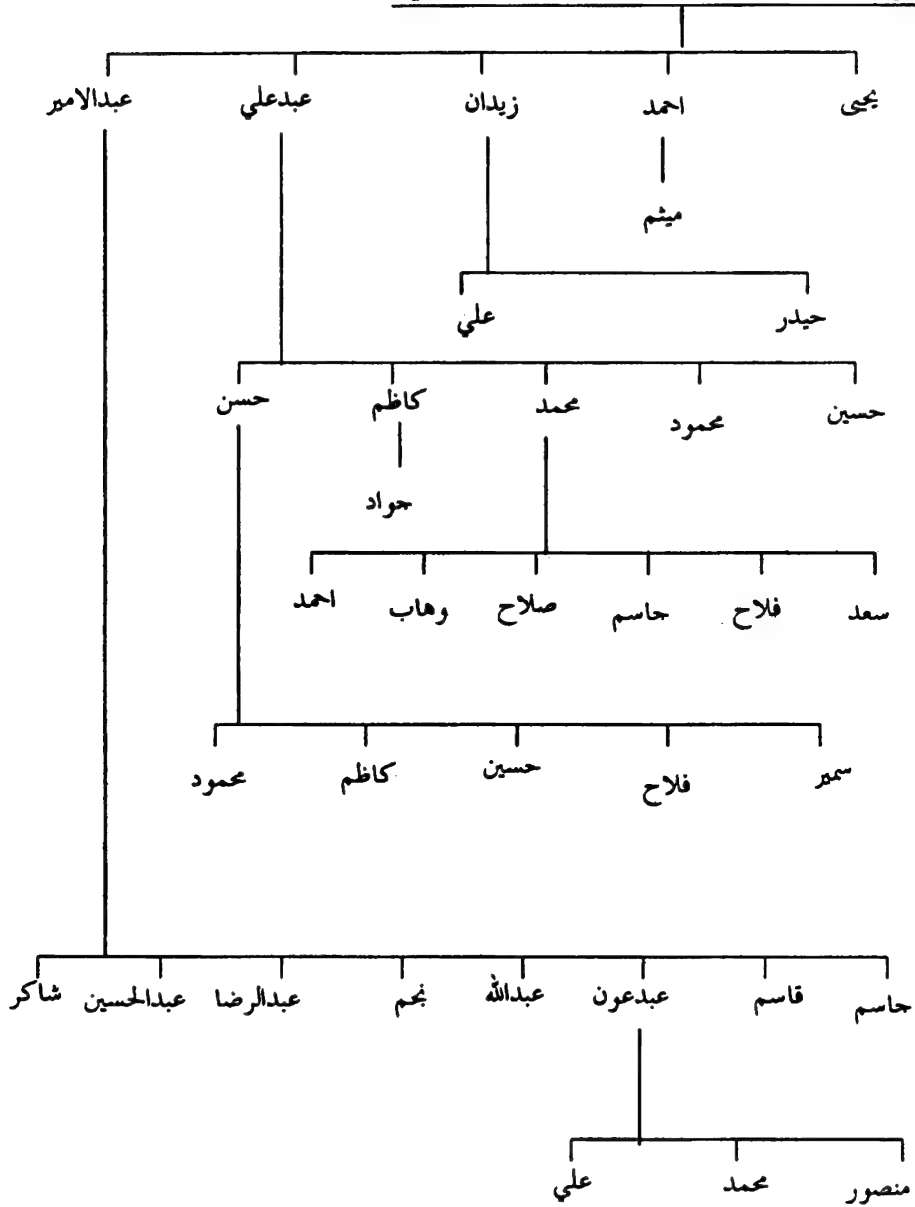 يحيى احمد زيدان عبدعلي عبدالامير
ميثم
حيدر علي
حسين محمود محمد كاظم حسن
جواد
سعد فلاح جاسم صلاح وهاب احمد
سمير فلاح حسين كاظم محمود
جاسم قاسم عبدعون عبدالله نجم عبدالرضا عبدالحسين شاكر
منصور محمد علي